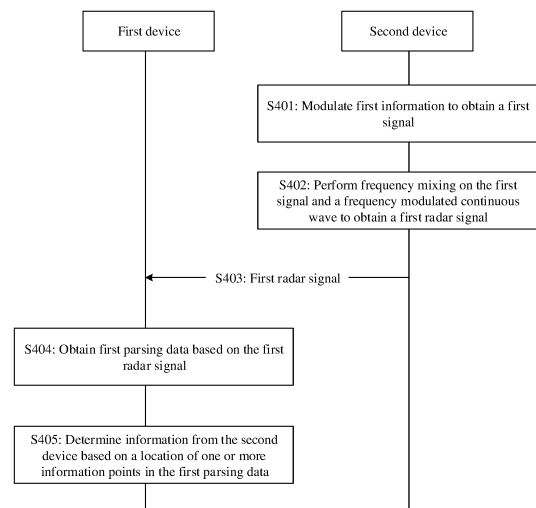 First device
Second device
S401: Modulate first information to obtain a first
signal
S402: Perform frequency mixing on the first
signal and a frequency modulated continuous
wave to obtain a first radar signal
S403: First radar signal
S404: Obtain first parsing data based on the first
radar signal
S405: Determine information from the second
device based on a location of one or more
information points in the first parsing data